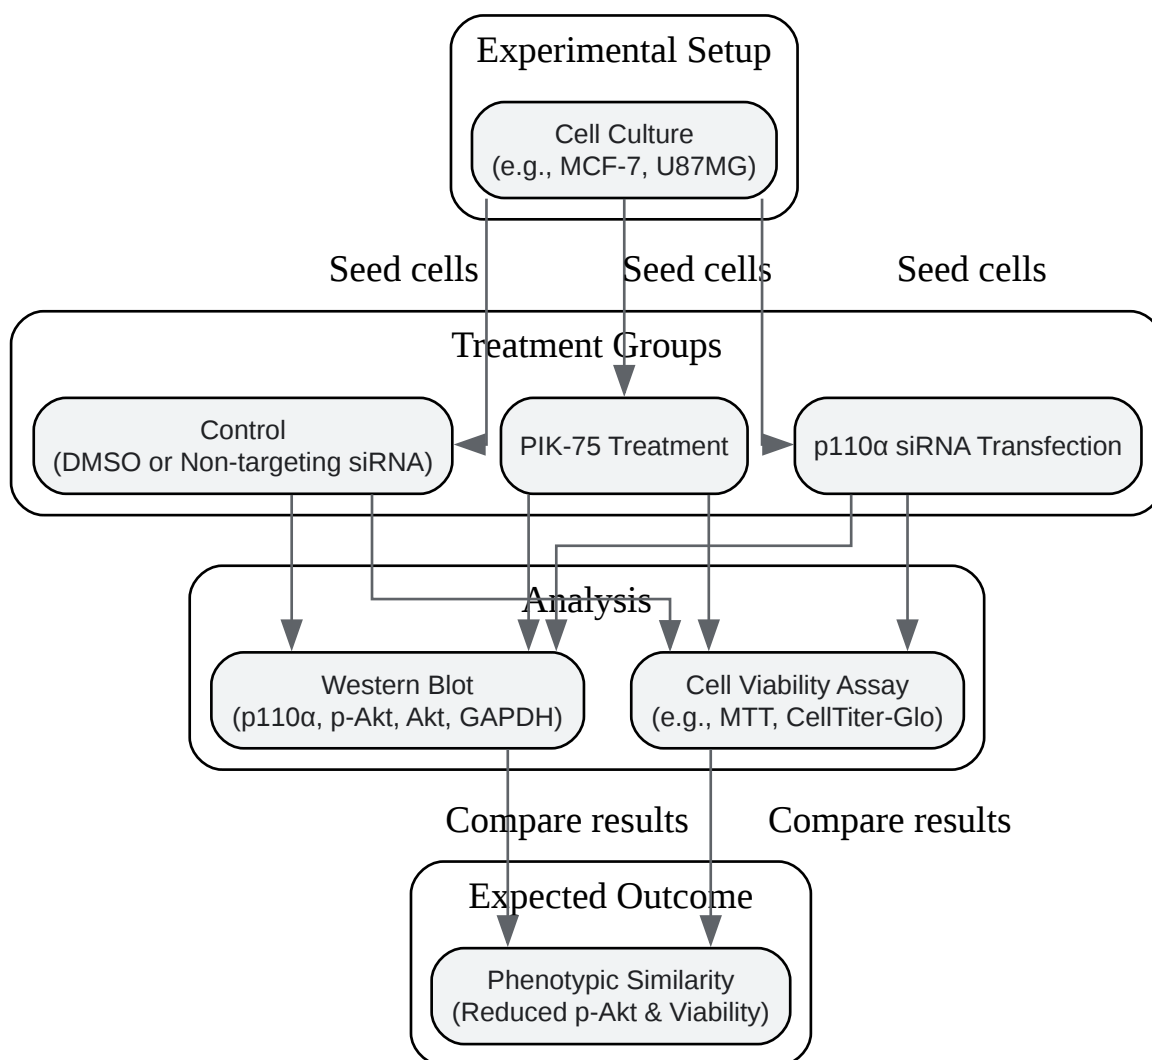 Experimental Setup
Cell Culture
(e.g., MCF-7, U87MG)
Seed cells
Seed cells
Seed cells
Treatment Groups
Control
(DMSO or Non-targeting siRNA)
PIK-75 Treatment
p110α siRNA Transfection
Analysis
Western Blot
(p110α, p-Akt, Akt, GAPDH)
Cell Viability Assay
(e.g., MTT, CellTiter-Glo)
Compare results
Compare results
Expected Outcome
Phenotypic Similarity
(Reduced p-Akt & Viability)